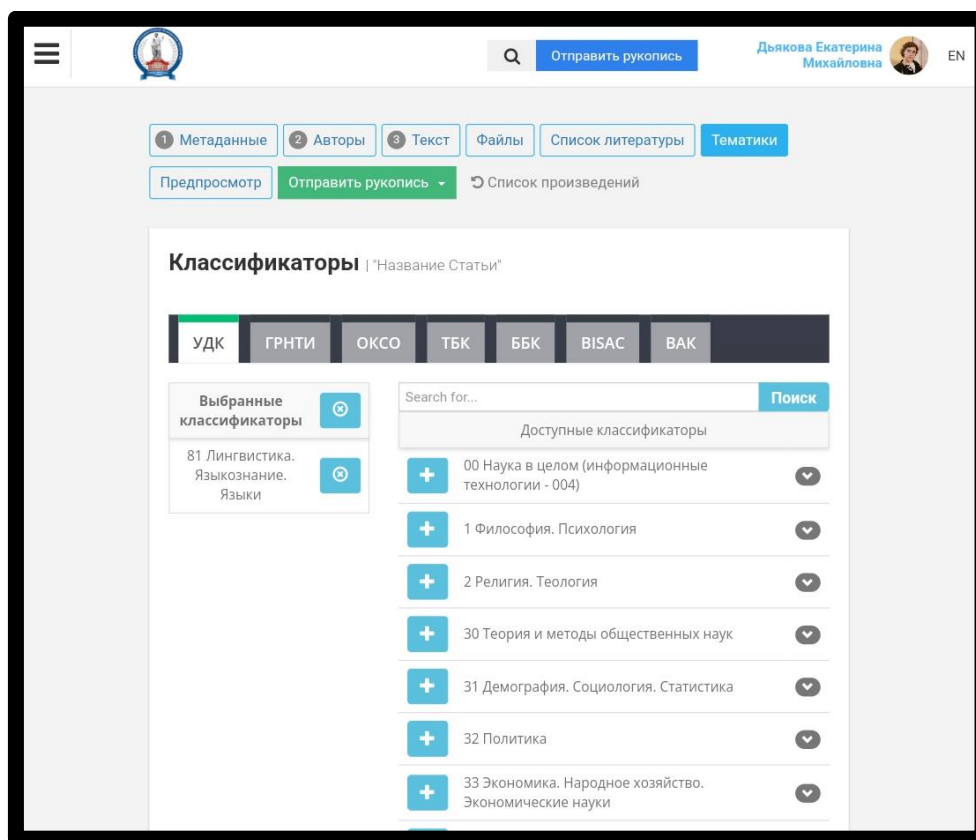 Отправить рукопись
Дьякова Екатерина
Михайловна
EN
1 Метаданные
2 Авторы
3 Текст
Файлы
Список литературы
Тематики
Предпросмотр
Отправить рукопись
Список произведений
Классификаторы | "Название Статьи"
УДК
ГРНТИ
ОКСО
ТБК
ББК
BISAC
ВАК
Выбранные
классификаторы
81 Лингвистика.
Языкознание.
Языки
Search for...
Поиск
Доступные классификаторы
00 Наука в целом (информационные
технологии - 004)
1 Философия. Психология
2 Религия. Теология
30 Теория и методы общественных наук
31 Демография. Социология. Статистика
32 Политика
33 Экономика. Народное хозяйство.
Экономические науки